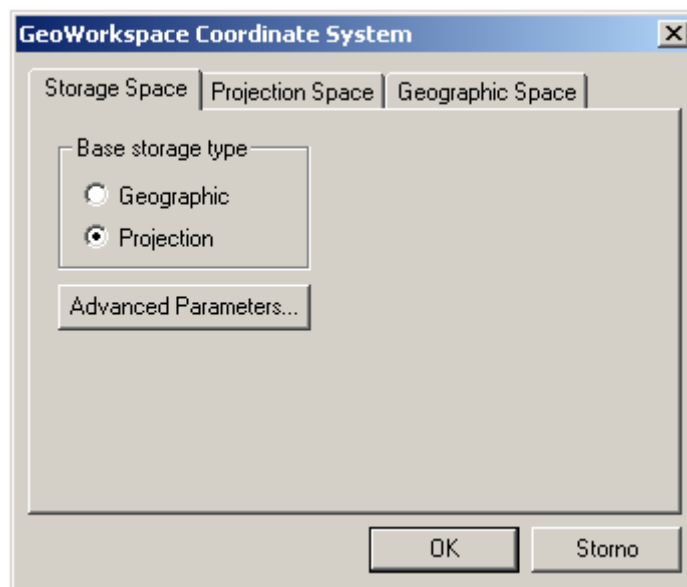 GeoWorkspace Coordinate System
Storage Space Projection Space Geographic Space
Base storage type
Geographic
Projection
Advanced Parameters...
OK Storno